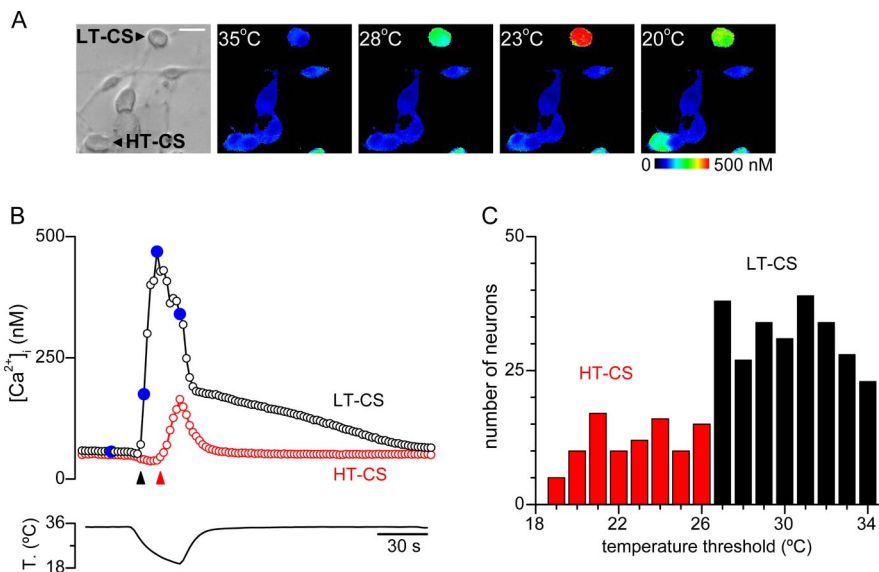 A
LT-CS
HT-CS
35°C
28°C
23°C
20°C
0 500 nM
B
500
250
0
[Ca²⁺]ᵢ (nM)
LT-CS
HT-CS
36
18
T. (ºC)
30 s
C
50
25
0
number of neurons
HT-CS
LT-CS
18 22 26 30 34
temperature threshold (ºC)